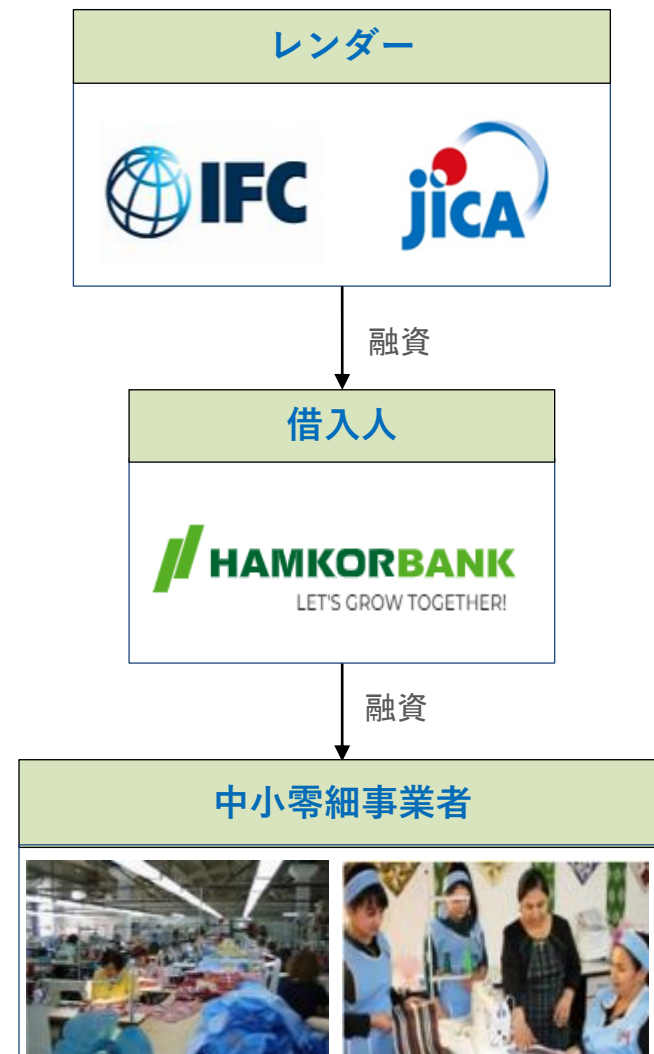 レンダー
IFC
jica
融資
借入人
HAMKORBANK
LET'S GROW TOGETHER!
融資
中小零細事業者